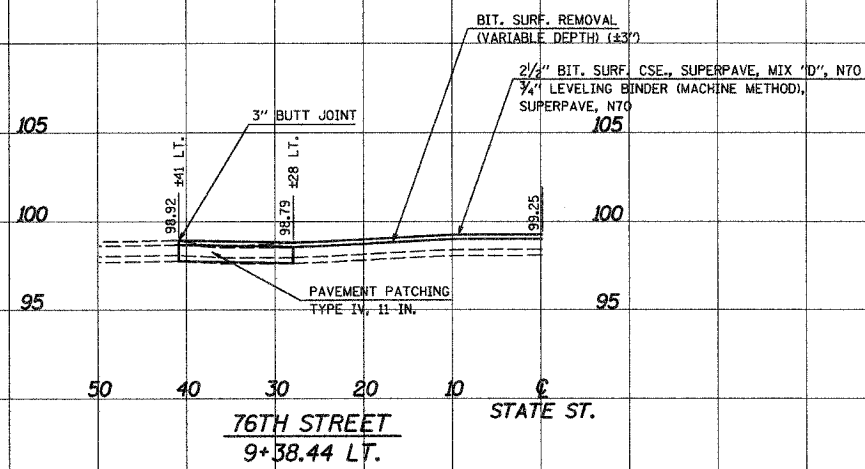 BIT. SURF. REMOVAL
(VARIABLE DEPTH) (±3")
2½" BIT. SURF. CSE., SUPERPAVE, MIX "D", N70
¾" LEVELING BINDER (MACHINE METHOD),
SUPERPAVE, N70
105
3" BUTT JOINT
105
98.92 ±41 LT.
98.79 ±28 LT.
99.25
100
100
95
PAVEMENT PATCHING
TYPE IV, 11 IN.
95
50 40 30 20 10 ℄
STATE ST.
76TH STREET
9+38.44 LT.